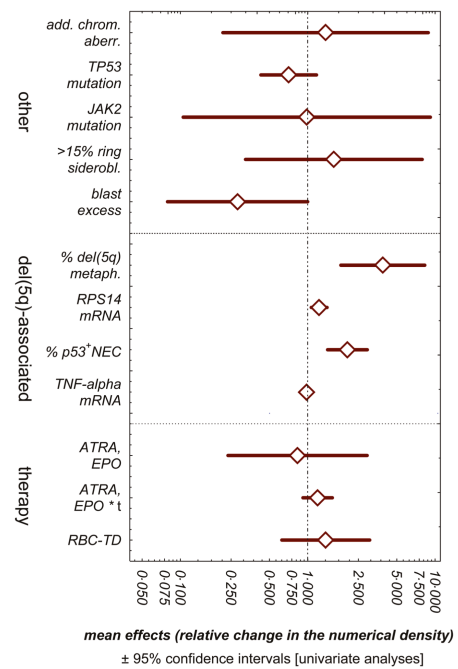 other
add. chrom.
aberr.
TP53
mutation
JAK2
mutation
>15% ring
siderobl.
blast
excess
del(5q)-associated
% del(5q)
metaph.
RPS14
mRNA
% p53+NEC
TNF-alpha
mRNA
therapy
ATRA,
EPO
ATRA,
EPO * t
RBC-TD
0·050
0·075
0·100
0·250
0·500
0·750
1·000
2·500
5·000
7·500
10·000
mean effects (relative change in the numerical density)
± 95% confidence intervals [univariate analyses]